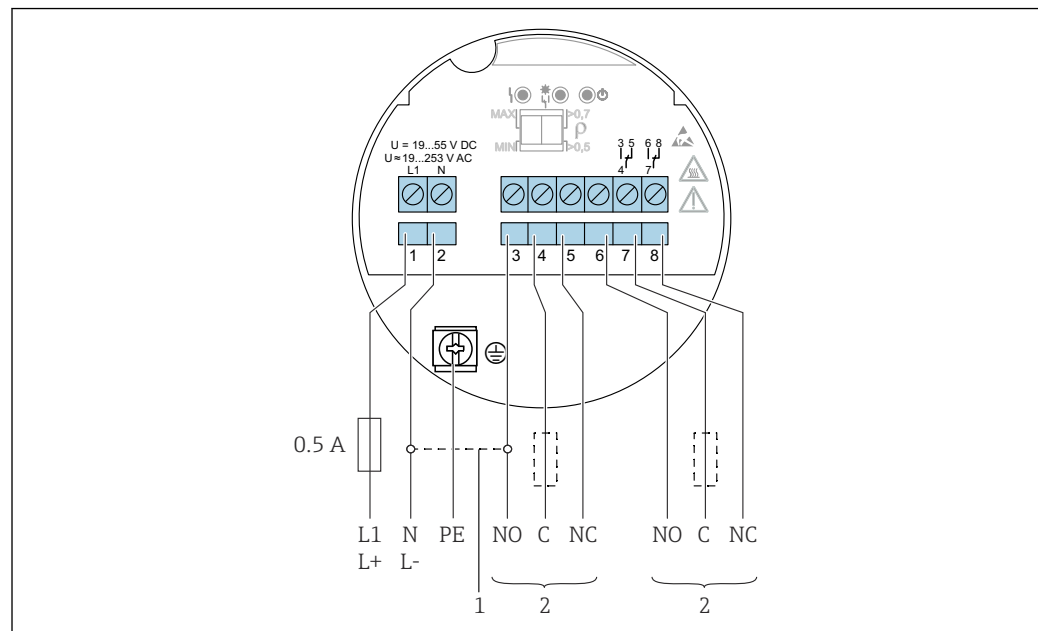 MAX >0,7
ρ
MIN >0,5
U = 19...55 V DC
U≂19...253 V AC
L1 N
3 5
4
6 8
7
1 2 3 4 5 6 7 8
0.5 A
L1 N PE NO C NC NO C NC
L+ L-
1 2 2